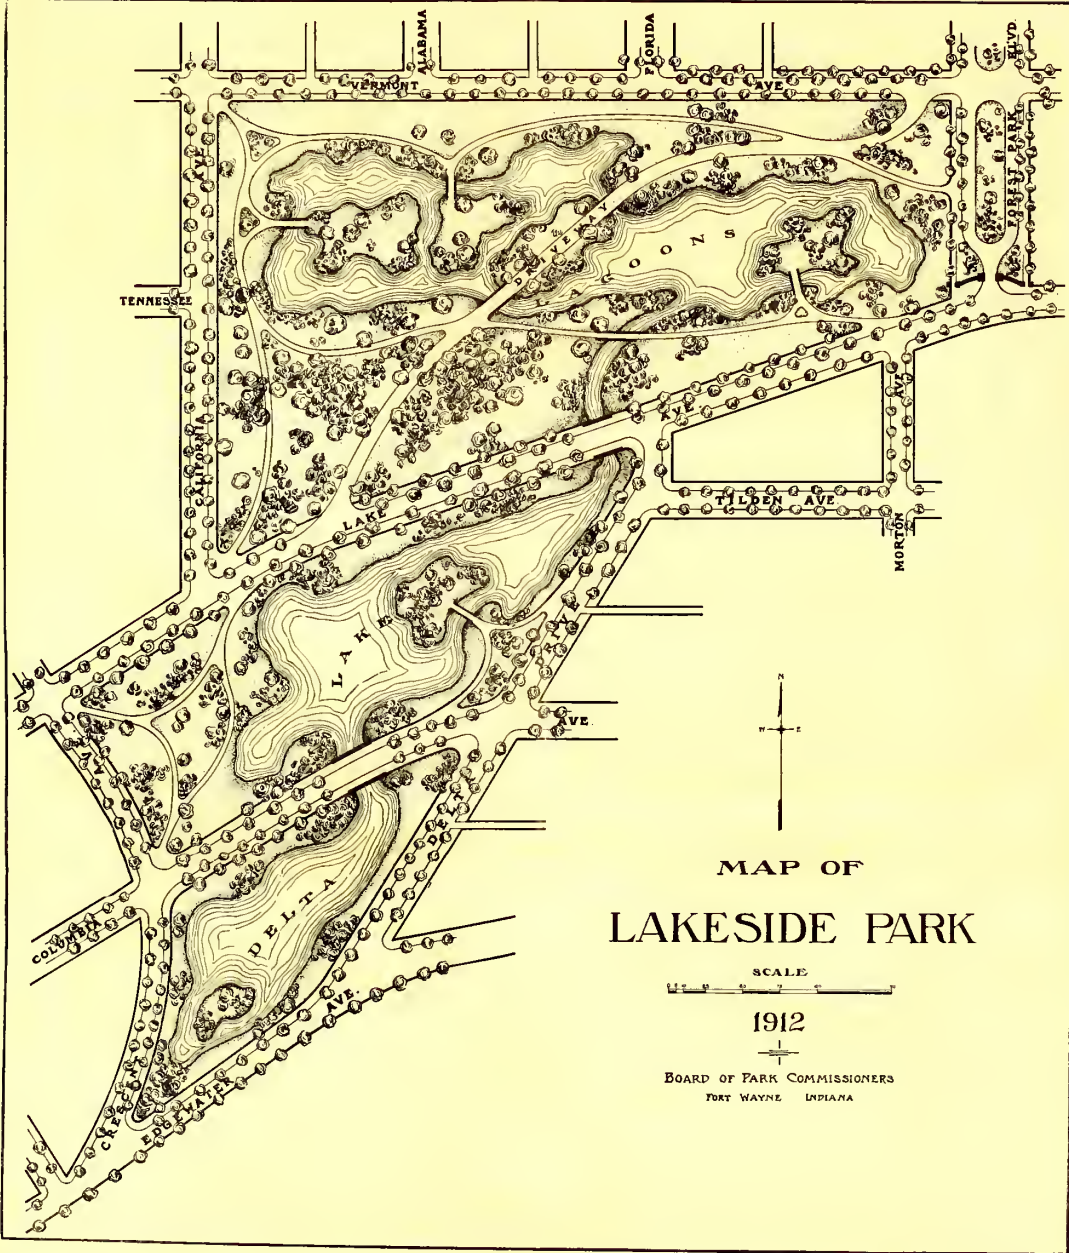 ALABAMA
FLORIDA
BLVD.
VERMONT AVE
FOREST PARK
CALIFORNIA AVE
TENNESSEE
DRIVEWAY
LAGOONS
LAKE AVE
AVE
TILDEN AVE
MORTON
LAKE
DRIVE
AVE.
AVE
DELTA
DELTA
COLUMBIA
CRESCENT
EDGEWATER AVE.
N
W E
MAP OF
LAKESIDE PARK
SCALE
1912
BOARD OF PARK COMMISSIONERS
FORT WAYNE INDIANA